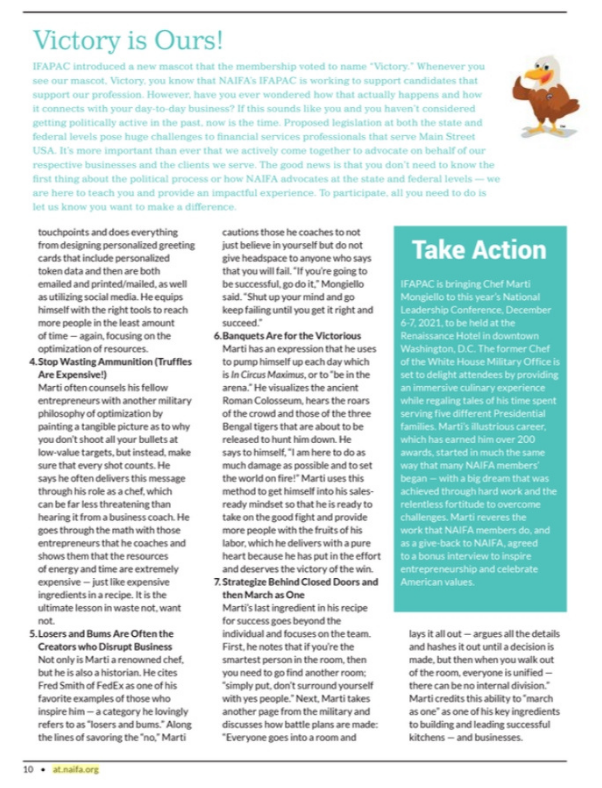 Victory is Ours!
IFAPAC introduced a new mascot that the membership voted to name "Victory." Whenever you
see our mascot, Victory, you know that NAIFA's IFAPAC is working to support candidates that
support our profession. However, have you ever wondered how that actually happens and how
it connects with your day-to-day business? If this sounds like you and you haven't considered
getting politically active in the past, now is the time. Proposed legislation at both the state and
federal levels pose huge challenges to financial services professionals that serve Main Street
USA. It's more important than ever that we actively come together to advocate on behalf of our
respective businesses and the clients we serve. The good news is that you don't need to know the
first thing about the political process or how NAIFA advocates at the state and federal levels — we
are here to teach you and provide an impactful experience. To participate, all you need to do is
let us know you want to make a difference.
touchpoints and does everything
from designing personalized greeting
cards that include personalized
token data and then are both
emailed and printed/mailed, as well
as utilizing social media. He equips
himself with the right tools to reach
more people in the least amount
of time — again, focusing on the
optimization of resources.
4. Stop Wasting Ammunition (Truffles
Are Expensive!)
Marti often counsels his fellow
entrepreneurs with another military
philosophy of optimization by
painting a tangible picture as to why
you don't shoot all your bullets at
low-value targets, but instead, make
sure that every shot counts. He
says he often delivers this message
through his role as a chef, which
can be far less threatening than
hearing it from a business coach. He
goes through the math with those
entrepreneurs that he coaches and
shows them that the resources
of energy and time are extremely
expensive — just like expensive
ingredients in a recipe. It is the
ultimate lesson in waste not, want
not.
5. Losers and Bums Are Often the
Creators who Disrupt Business
Not only is Marti a renowned chef,
but he is also a historian. He cites
Fred Smith of FedEx as one of his
favorite examples of those who
inspire him — a category he lovingly
refers to as "losers and bums." Along
the lines of savoring the "no," Marti
cautions those he coaches to not
just believe in yourself but do not
give headspace to anyone who says
that you will fail. "If you're going to
be successful, go do it," Mongiello
said. "Shut up your mind and go
keep failing until you get it right and
succeed."
6. Banquets Are for the Victorious
Marti has an expression that he uses
to pump himself up each day which
is In Circus Maximus, or to "be in the
arena." He visualizes the ancient
Roman Colosseum, hears the roars
of the crowd and those of the three
Bengal tigers that are about to be
released to hunt him down. He
says to himself, "I am here to do as
much damage as possible and to set
the world on fire!" Marti uses this
method to get himself into his sales-
ready mindset so that he is ready to
take on the good fight and provide
more people with the fruits of his
labor, which he delivers with a pure
heart because he has put in the effort
and deserves the victory of the win.
7. Strategize Behind Closed Doors and
then March as One
Marti's last ingredient in his recipe
for success goes beyond the
individual and focuses on the team.
First, he notes that if you're the
smartest person in the room, then
you need to go find another room;
"simply put, don't surround yourself
with yes people." Next, Marti takes
another page from the military and
discusses how battle plans are made:
"Everyone goes into a room and
Take Action
IFAPAC is bringing Chef Marti
Mongiello to this year's National
Leadership Conference, December
6-7, 2021, to be held at the
Renaissance Hotel in downtown
Washington, D.C. The former Chef
of the White House Military Office is
set to delight attendees by providing
an immersive culinary experience
while regaling tales of his time spent
serving five different Presidential
families. Marti's illustrious career,
which has earned him over 200
awards, started in much the same
way that many NAIFA members'
began — with a big dream that was
achieved through hard work and the
relentless fortitude to overcome
challenges. Marti reveres the
work that NAIFA members do, and
as a give-back to NAIFA, agreed
to a bonus interview to inspire
entrepreneurship and celebrate
American values.
lays it all out — argues all the details
and hashes it out until a decision is
made, but then when you walk out
of the room, everyone is unified —
there can be no internal division."
Marti credits this ability to "march
as one" as one of his key ingredients
to building and leading successful
kitchens — and businesses.
10 • at.naifa.org